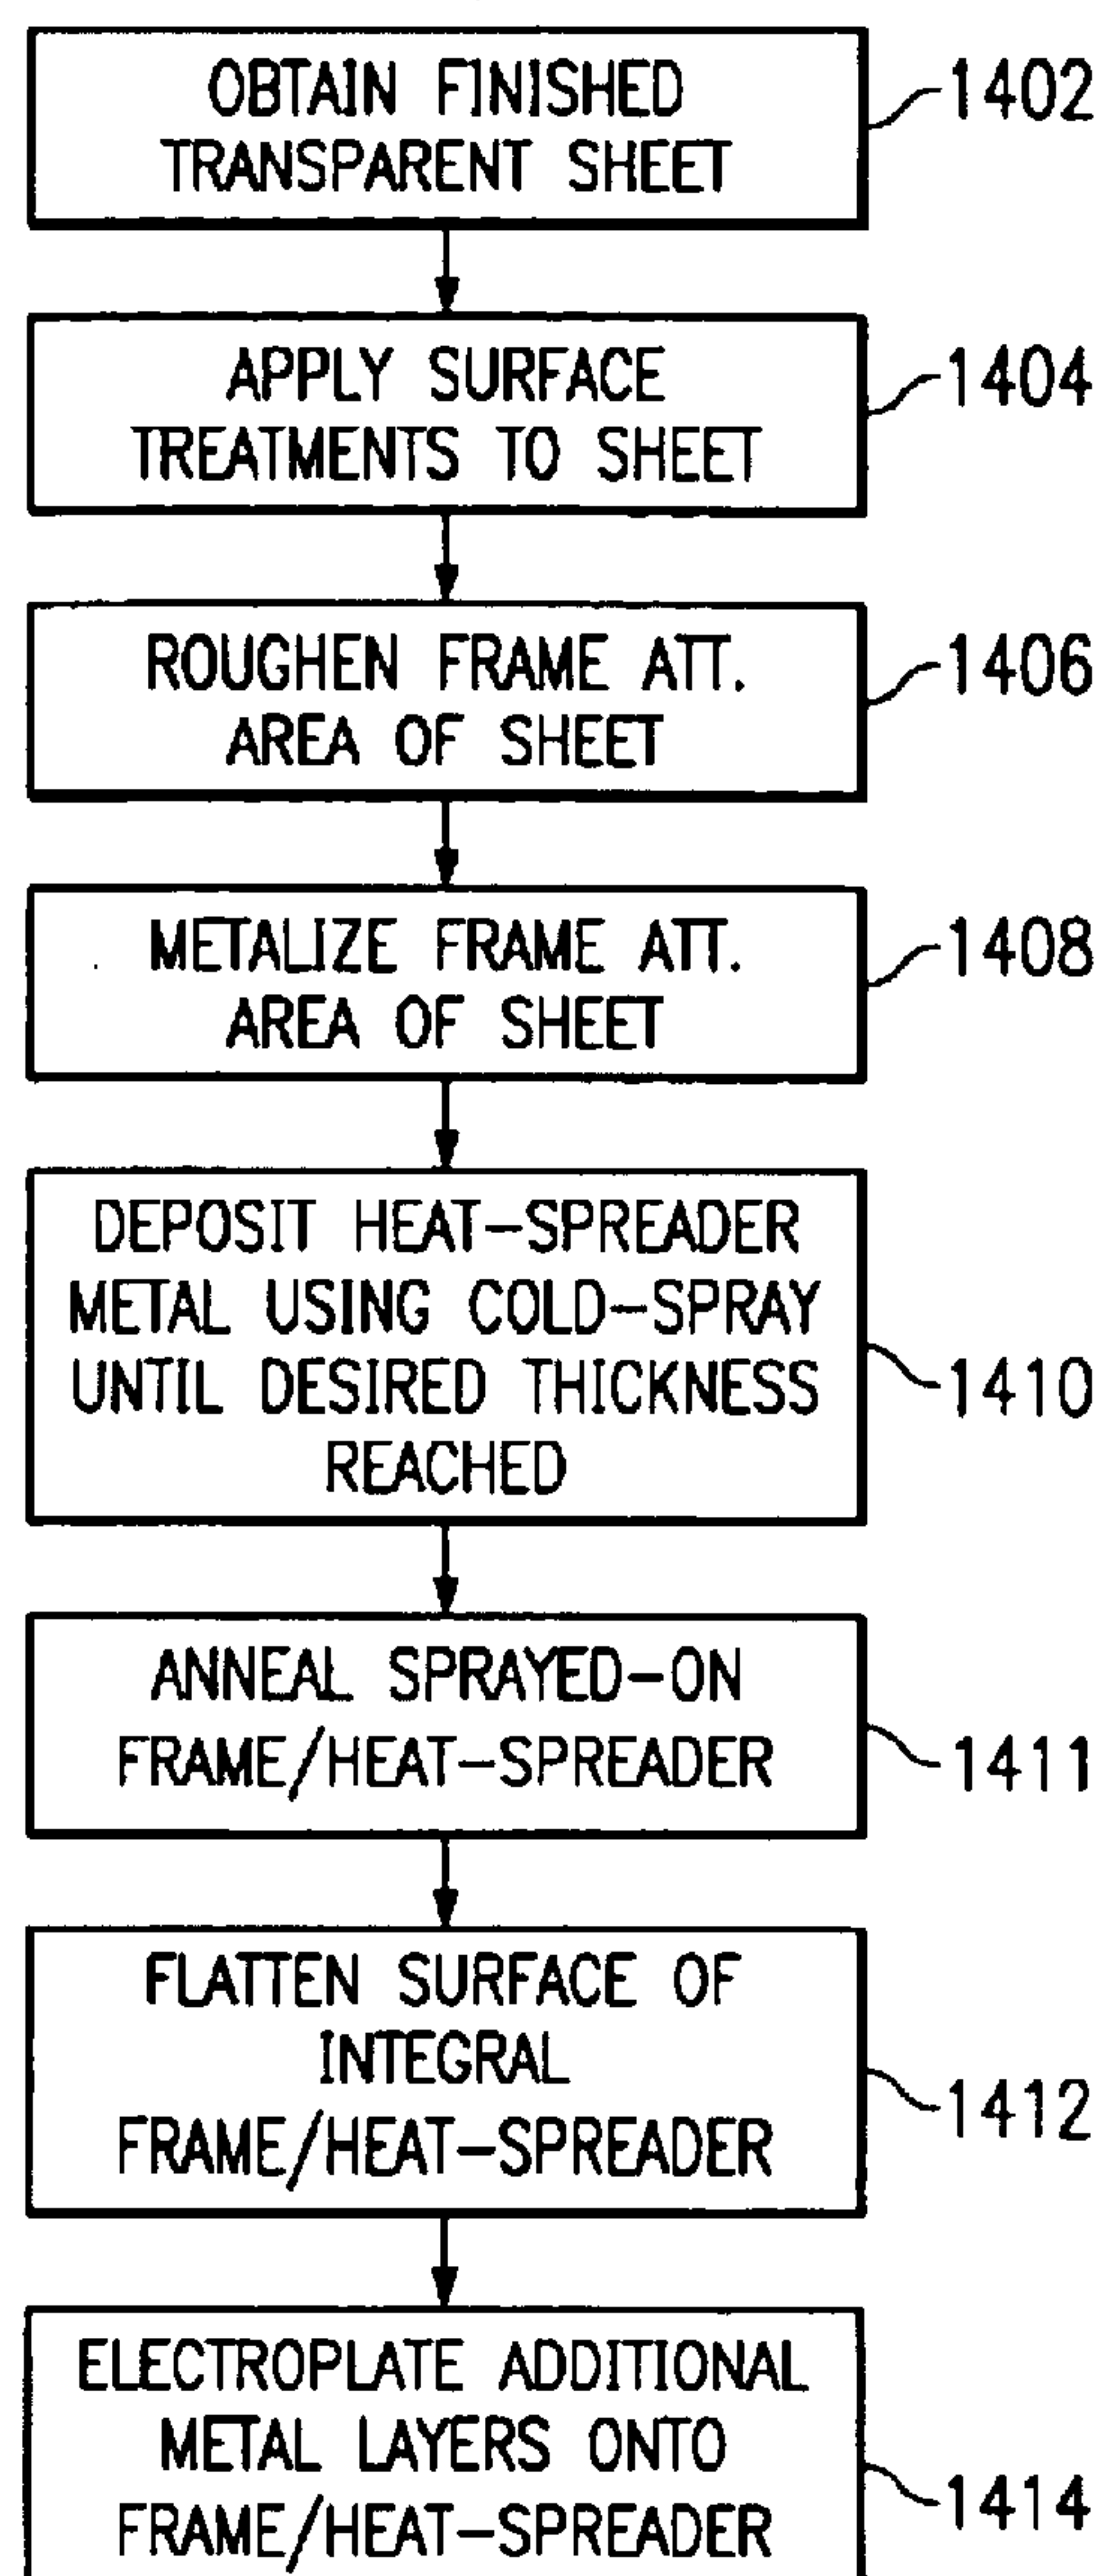 OBTAIN FINISHED
TRANSPARENT SHEET
1402
APPLY SURFACE
TREATMENTS TO SHEET
1404
ROUGHEN FRAME ATT.
AREA OF SHEET
1406
METALIZE FRAME ATT.
AREA OF SHEET
1408
DEPOSIT HEAT-SPREADER
METAL USING COLD-SPRAY
UNTIL DESIRED THICKNESS
REACHED
1410
ANNEAL SPRAYED-ON
FRAME/HEAT-SPREADER
1411
FLATTEN SURFACE OF
INTEGRAL
FRAME/HEAT-SPREADER
1412
ELECTROPLATE ADDITIONAL
METAL LAYERS ONTO
FRAME/HEAT-SPREADER
1414